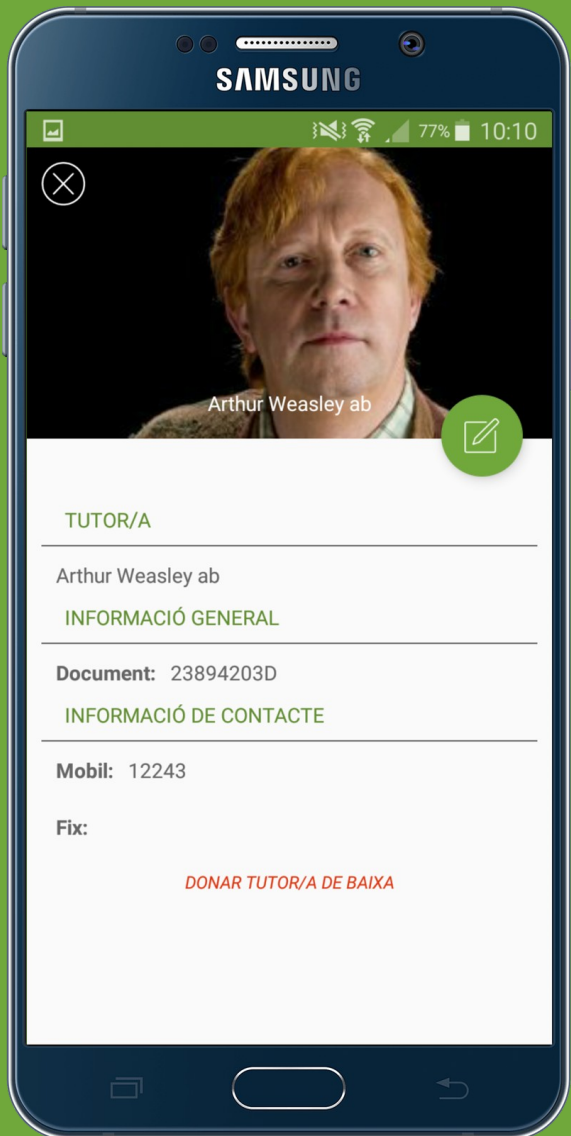 SAMSUNG
77% 10:10
Arthur Weasley ab
TUTOR/A
Arthur Weasley ab
INFORMACIÓ GENERAL
Document: 23894203D
INFORMACIÓ DE CONTACTE
Mobil: 12243
Fix:
DONAR TUTOR/A DE BAIXA